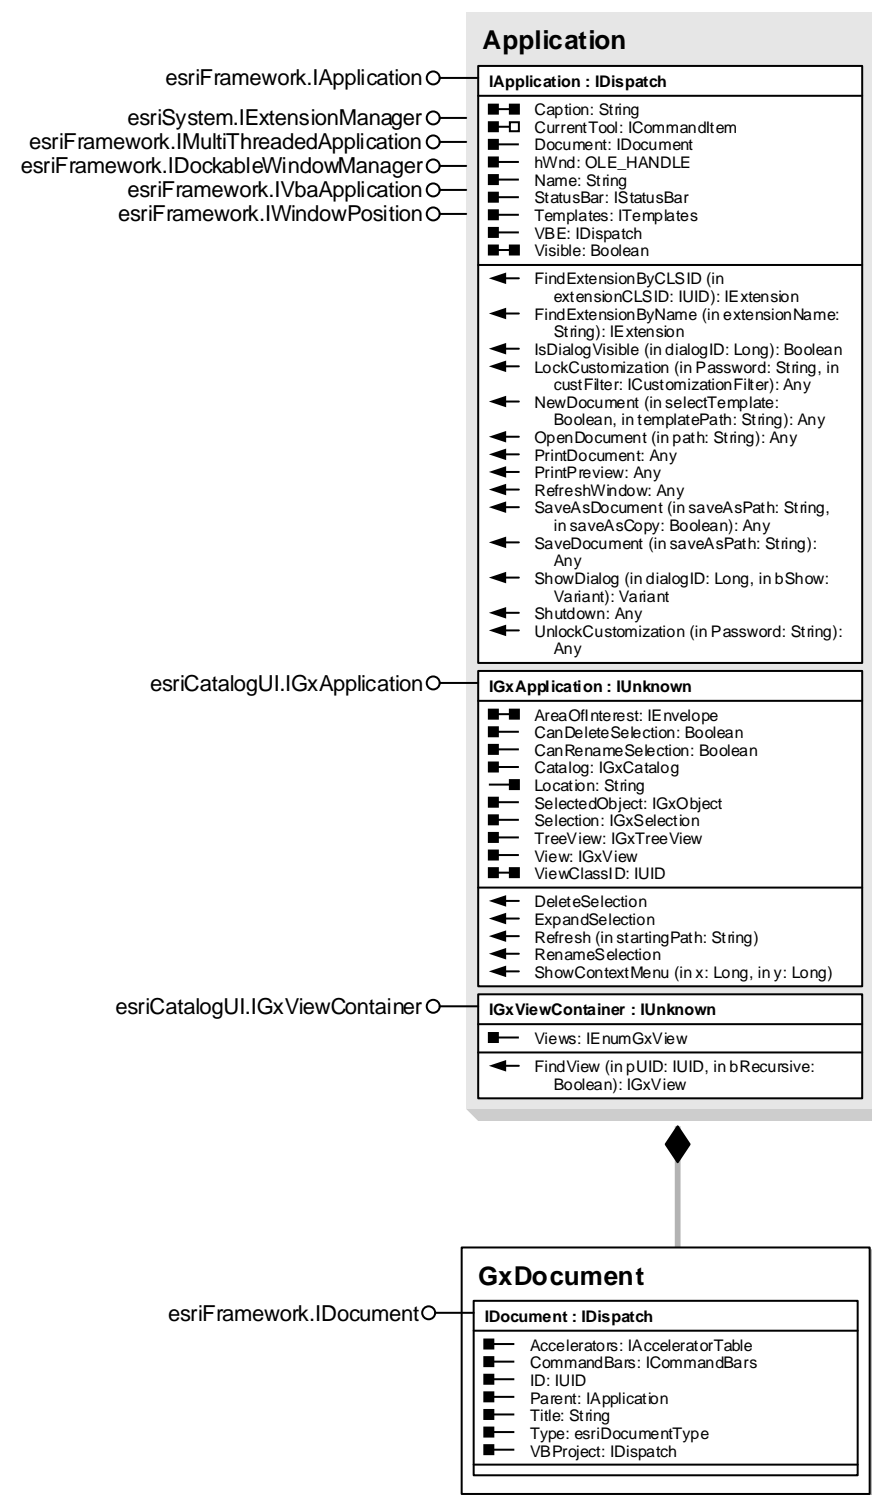 Application
esriFramework.IApplication
IApplication : IDispatch
esriSystem.IExtensionManager
esriFramework.IMultiThreadedApplication
esriFramework.IDockableWindowManager
esriFramework.IVbaApplication
esriFramework.IWindowPosition
Caption: String
CurrentTool: ICommandItem
Document: IDocument
hWnd: OLE_HANDLE
Name: String
StatusBar: IStatusBar
Templates: ITemplates
VBE: IDispatch
Visible: Boolean
FindExtensionByCLSID (in
extensionCLSID: IUID): IExtension
FindExtensionByName (in extensionName:
String): IExtension
IsDialogVisible (in dialogID: Long): Boolean
LockCustomization (in Password: String, in
custFilter: ICustomizationFilter): Any
NewDocument (in selectTemplate:
Boolean, in templatePath: String): Any
OpenDocument (in path: String): Any
PrintDocument: Any
PrintPreview: Any
RefreshWindow: Any
SaveAsDocument (in saveAsPath: String,
in saveAsCopy: Boolean): Any
SaveDocument (in saveAsPath: String):
Any
ShowDialog (in dialogID: Long, in bShow:
Variant): Variant
Shutdown: Any
UnlockCustomization (in Password: String):
Any
esriCatalogUI.IGxApplication
IGxApplication : IUnknown
AreaOfInterest: IEnvelope
CanDeleteSelection: Boolean
CanRenameSelection: Boolean
Catalog: IGxCatalog
Location: String
SelectedObject: IGxObject
Selection: IGxSelection
TreeView: IGxTreeView
View: IGxView
ViewClassID: IUID
DeleteSelection
ExpandSelection
Refresh (in startingPath: String)
RenameSelection
ShowContextMenu (in x: Long, in y: Long)
esriCatalogUI.IGxViewContainer
IGxViewContainer : IUnknown
Views: IEnumGxView
FindView (in pUID: IUID, in bRecursive:
Boolean): IGxView
GxDocument
esriFramework.IDocument
IDocument : IDispatch
Accelerators: IAcceleratorTable
CommandBars: ICommandBars
ID: IUID
Parent: IApplication
Title: String
Type: esriDocumentType
VBProject: IDispatch